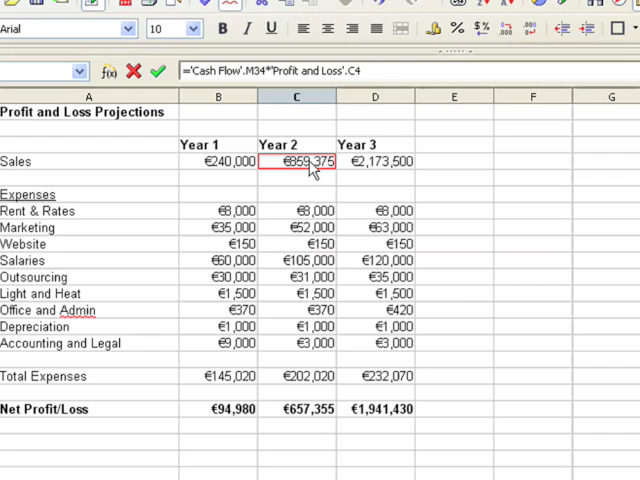 Arial 10 B I U
f(x) ='Cash Flow'.M34*'Profit and Loss'.C4
A B C D E F G
Profit and Loss Projections
Year 1 Year 2 Year 3
Sales €240,000 €859,375 €2,173,500
Expenses
Rent & Rates €8,000 €8,000 €8,000
Marketing €35,000 €52,000 €63,000
Website €150 €150 €150
Salaries €60,000 €105,000 €120,000
Outsourcing €30,000 €31,000 €35,000
Light and Heat €1,500 €1,500 €1,500
Office and Admin €370 €370 €420
Depreciation €1,000 €1,000 €1,000
Accounting and Legal €9,000 €3,000 €3,000
Total Expenses €145,020 €202,020 €232,070
Net Profit/Loss €94,980 €657,355 €1,941,430